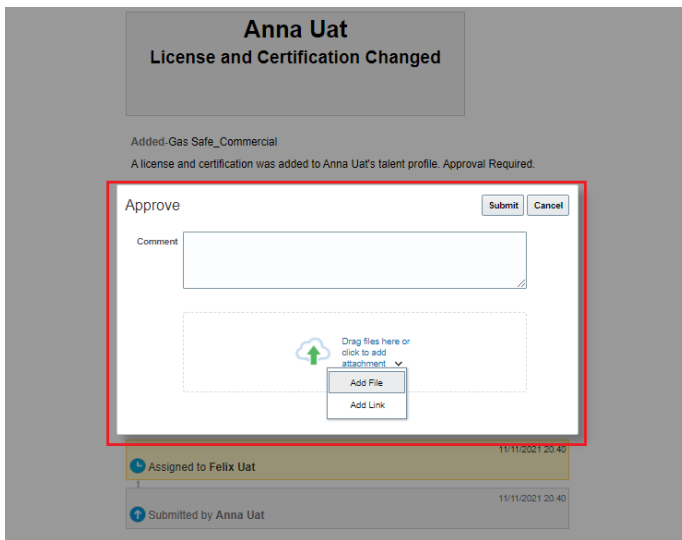 Anna Uat
License and Certification Changed
Added-Gas Safe_Commercial
A license and certification was added to Anna Uat's talent profile. Approval Required.
Approve
Submit Cancel
Comment
Drag files here or
click to add
attachment
Add File
Add Link
11/11/2021 20.40
Assigned to Felix Uat
1
11/11/2021 20.40
Submitted by Anna Uat